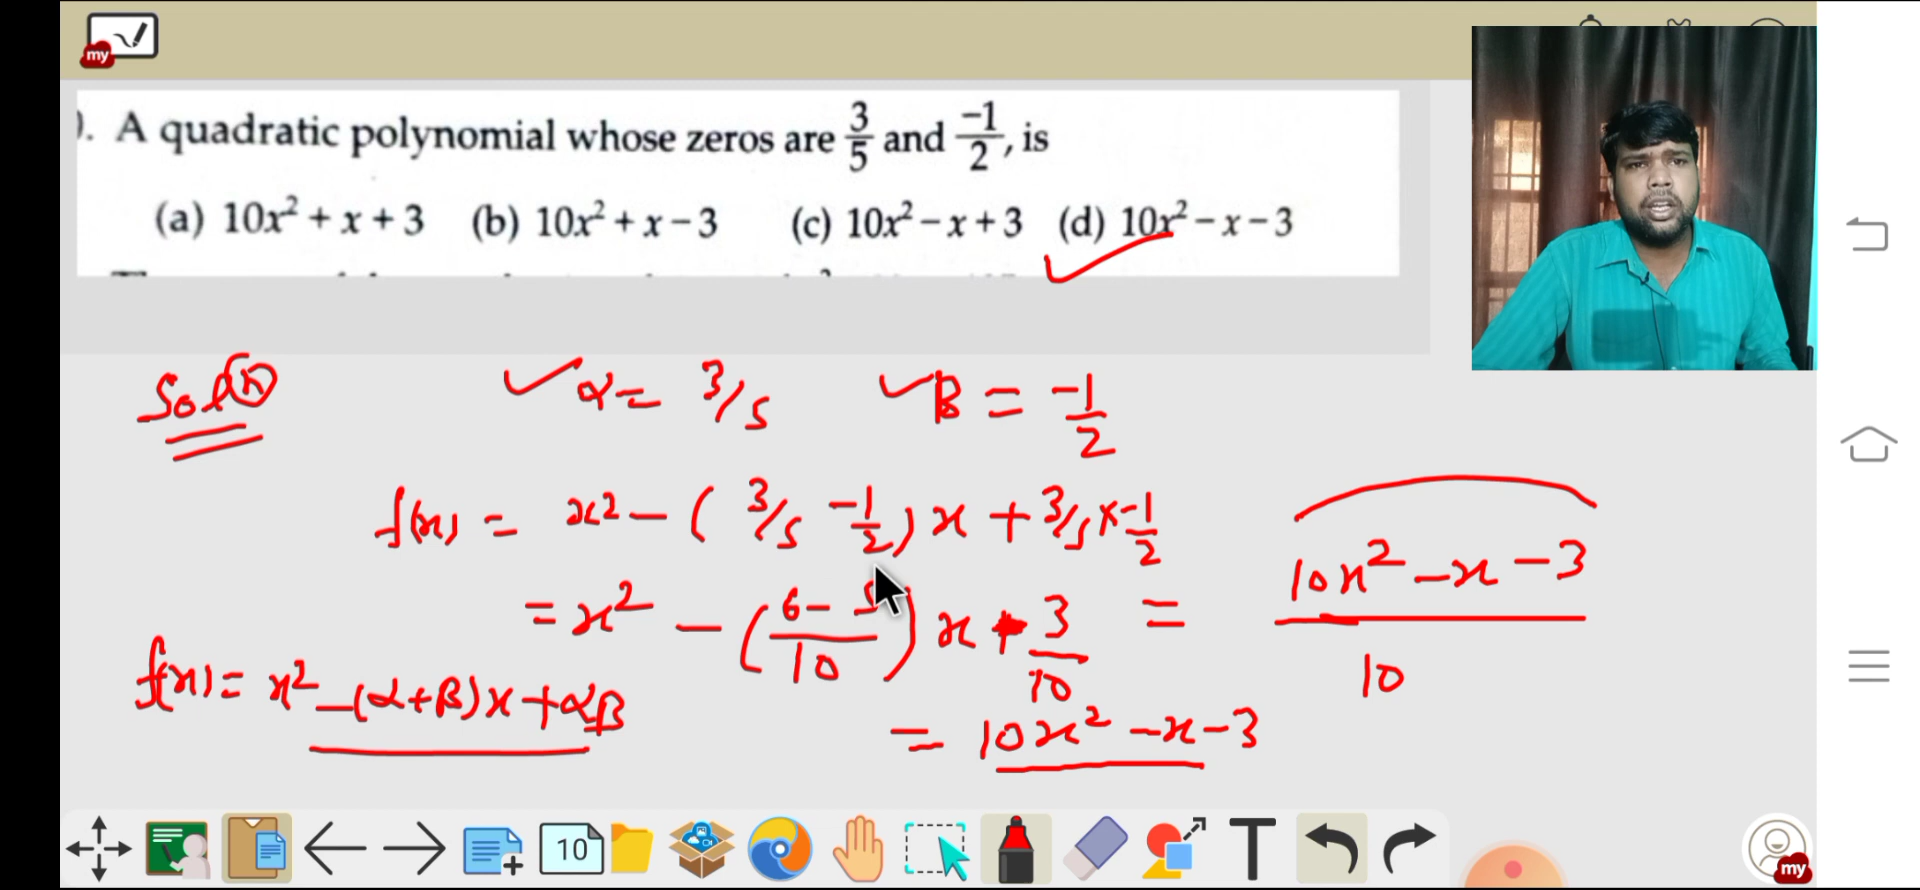 my
). A quadratic polynomial whose zeros are 3/5 and -1/2, is
(a) 10x² + x + 3 (b) 10x² + x − 3 (c) 10x² − x + 3 (d) 10x² − x − 3
Sol(n) α = 3/5 β = -1/2
f(x) = x² − (3/5 − 1/2)x + 3/5 × -1/2
= x² − (6 − 5/10)x - 3/10 = 10x² − x − 3/10
f(x) = x² − (α+β)x + αβ
= 10x² − x − 3
10
T
my